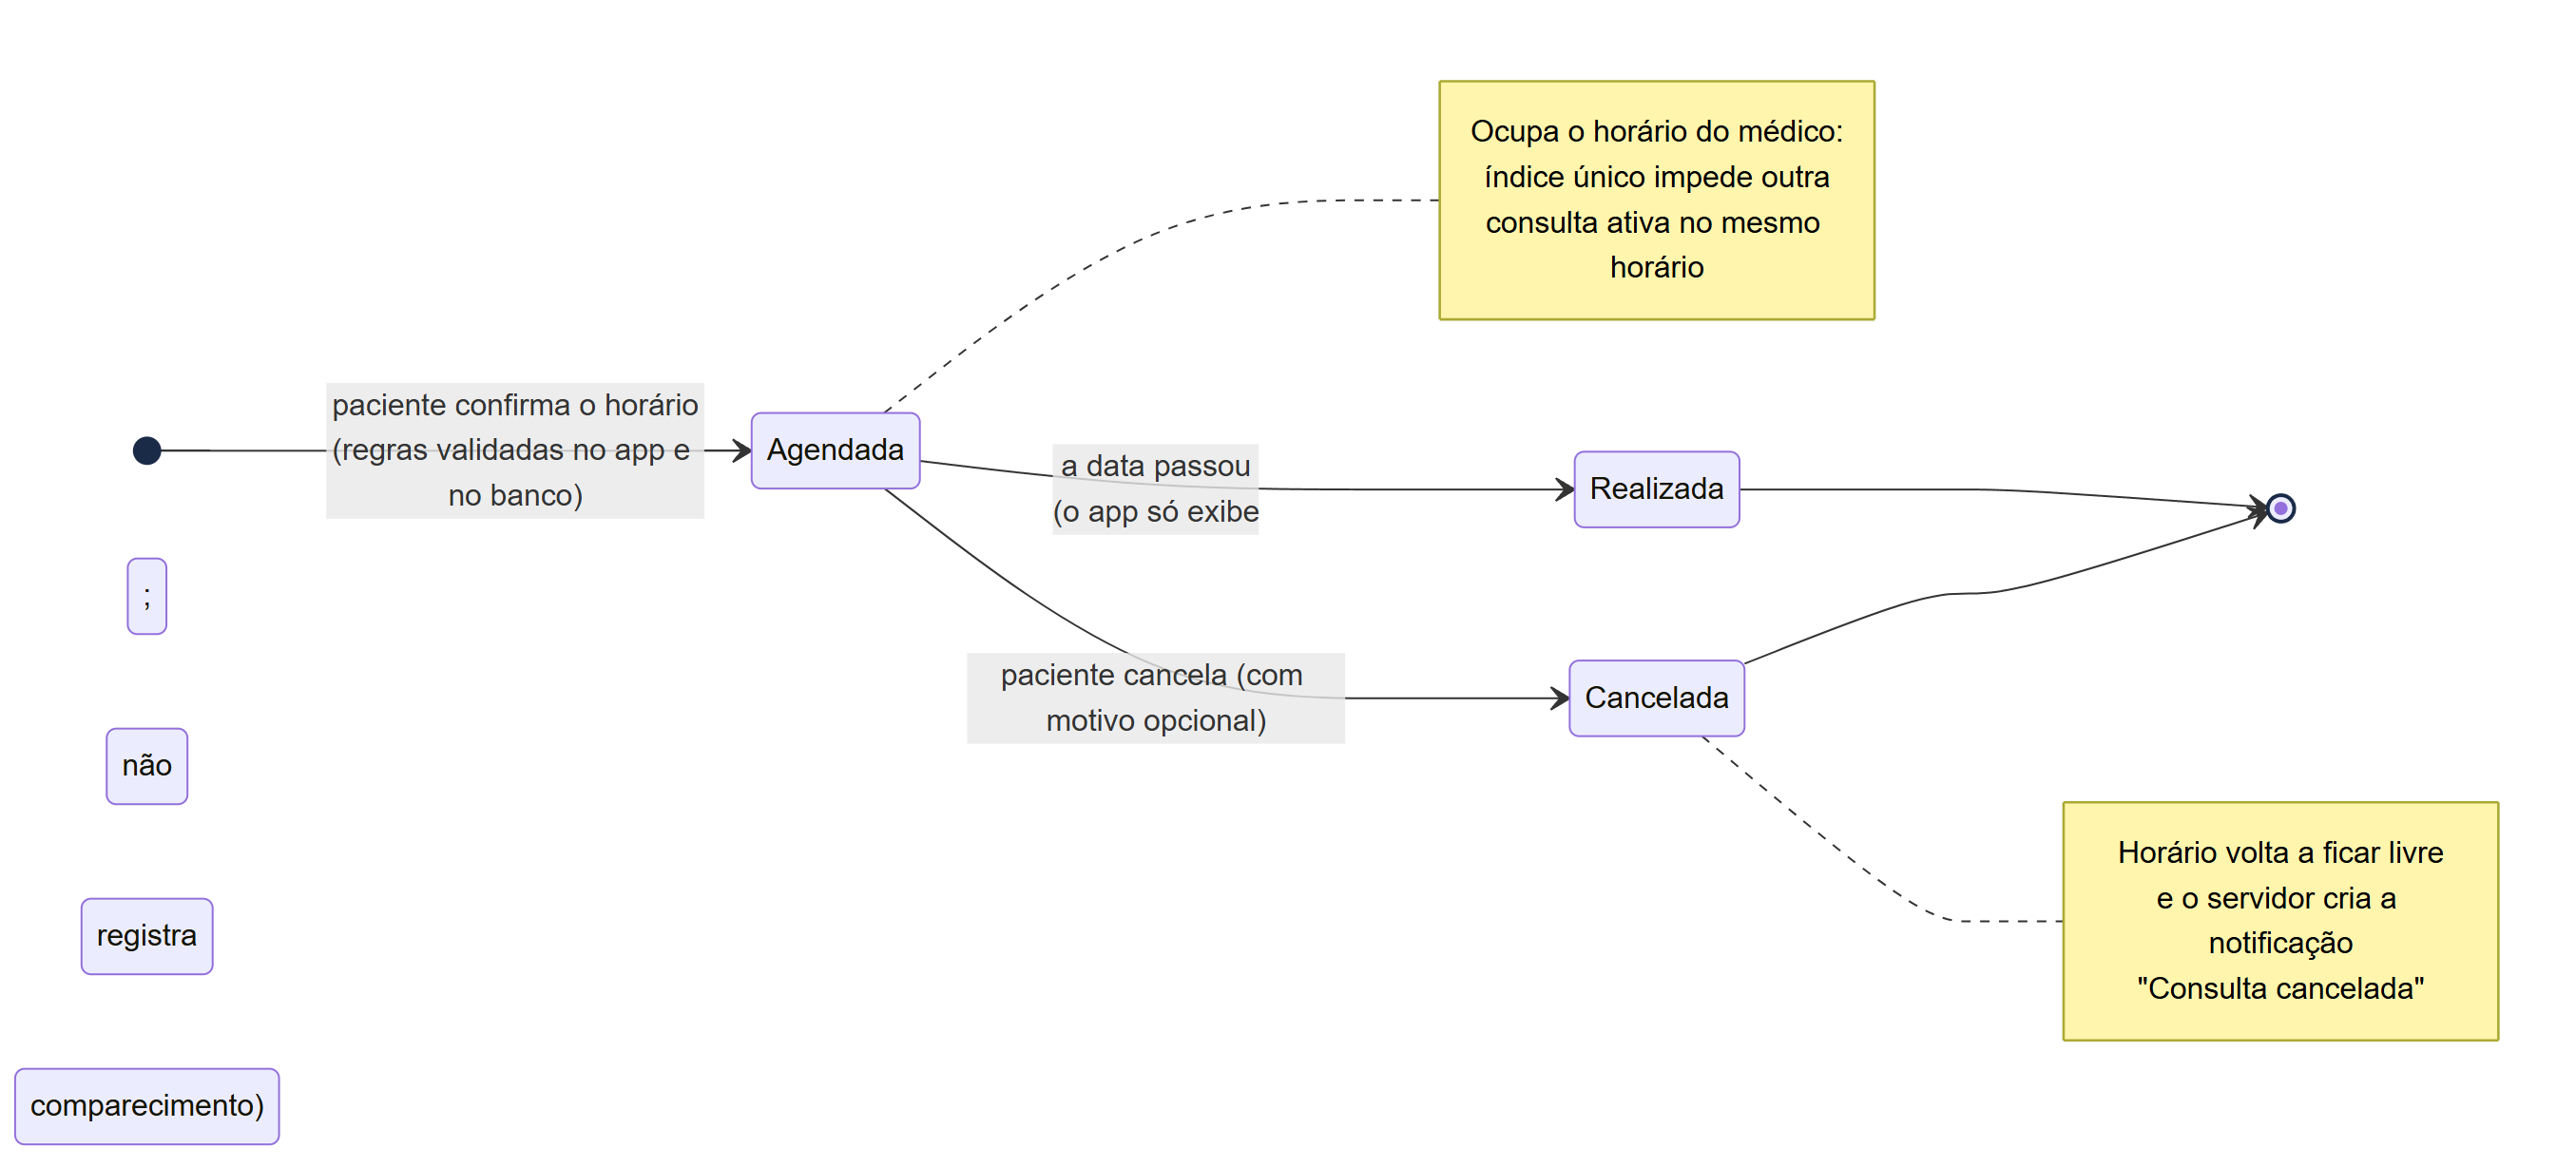 Ocupa o horário do médico:
índice único impede outra
consulta ativa no mesmo
horário
paciente confirma o horário
(regras validadas no app e
no banco)
Agendada
a data passou
(o app só exibe
Realizada
;
paciente cancela (com
motivo opcional)
Cancelada
não
registra
comparecimento)
Horário volta a ficar livre
e o servidor cria a
notificação
"Consulta cancelada"